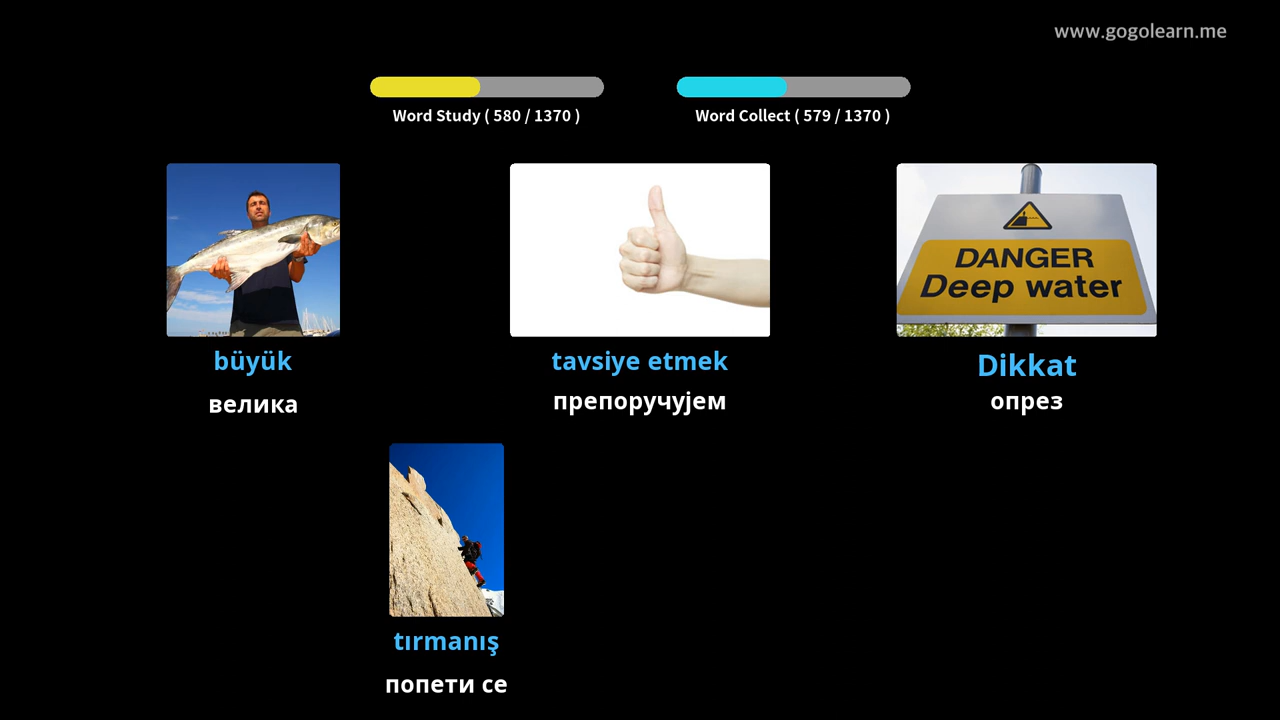 www.gogolearn.me
Word Study ( 580 / 1370 )
Word Collect ( 579 / 1370 )
DANGER
Deep water
büyük
tavsiye etmek
Dikkat
велика
препоручујем
опрез
tırmanış
попети се